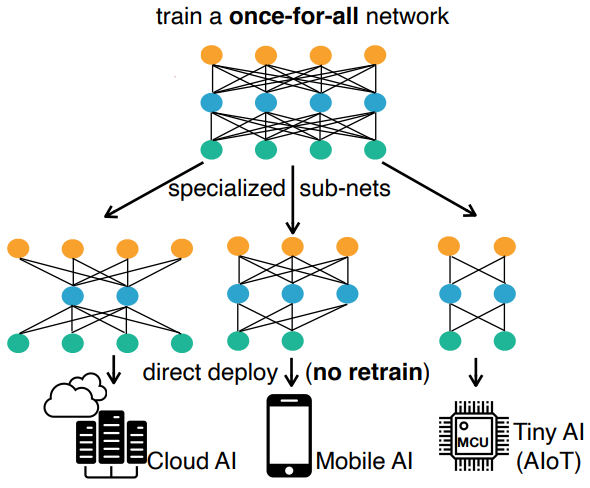 train a once-for-all network
specialized sub-nets
direct deploy (no retrain)
Cloud AI
Mobile AI
MCU
Tiny AI
(AIoT)